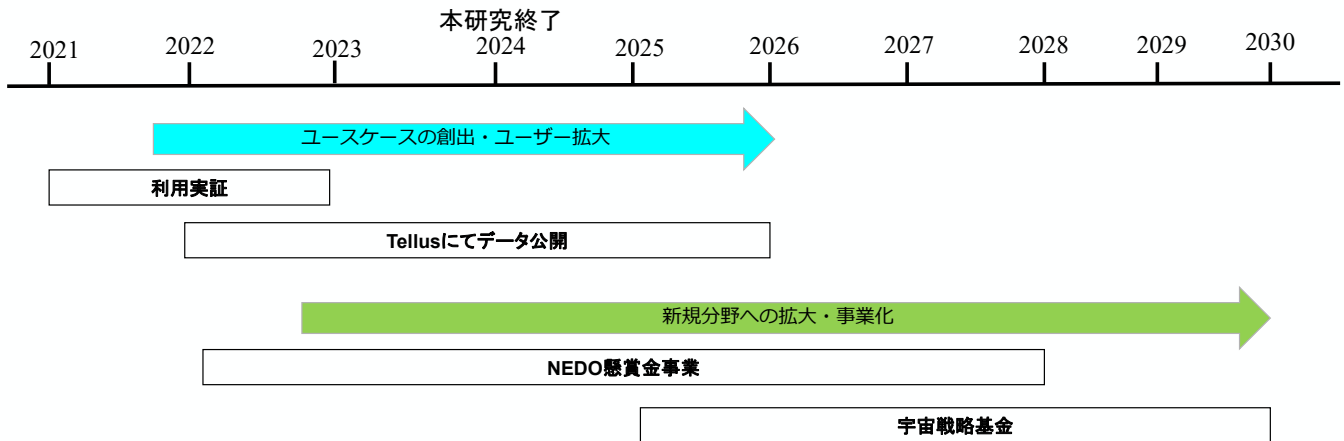 本研究終了
2021 2022 2023 2024 2025 2026 2027 2028 2029 2030
ユースケースの創出・ユーザー拡大
利用実証
Tellusにてデータ公開
新規分野への拡大・事業化
NEDO懸賞金事業
宇宙戦略基金